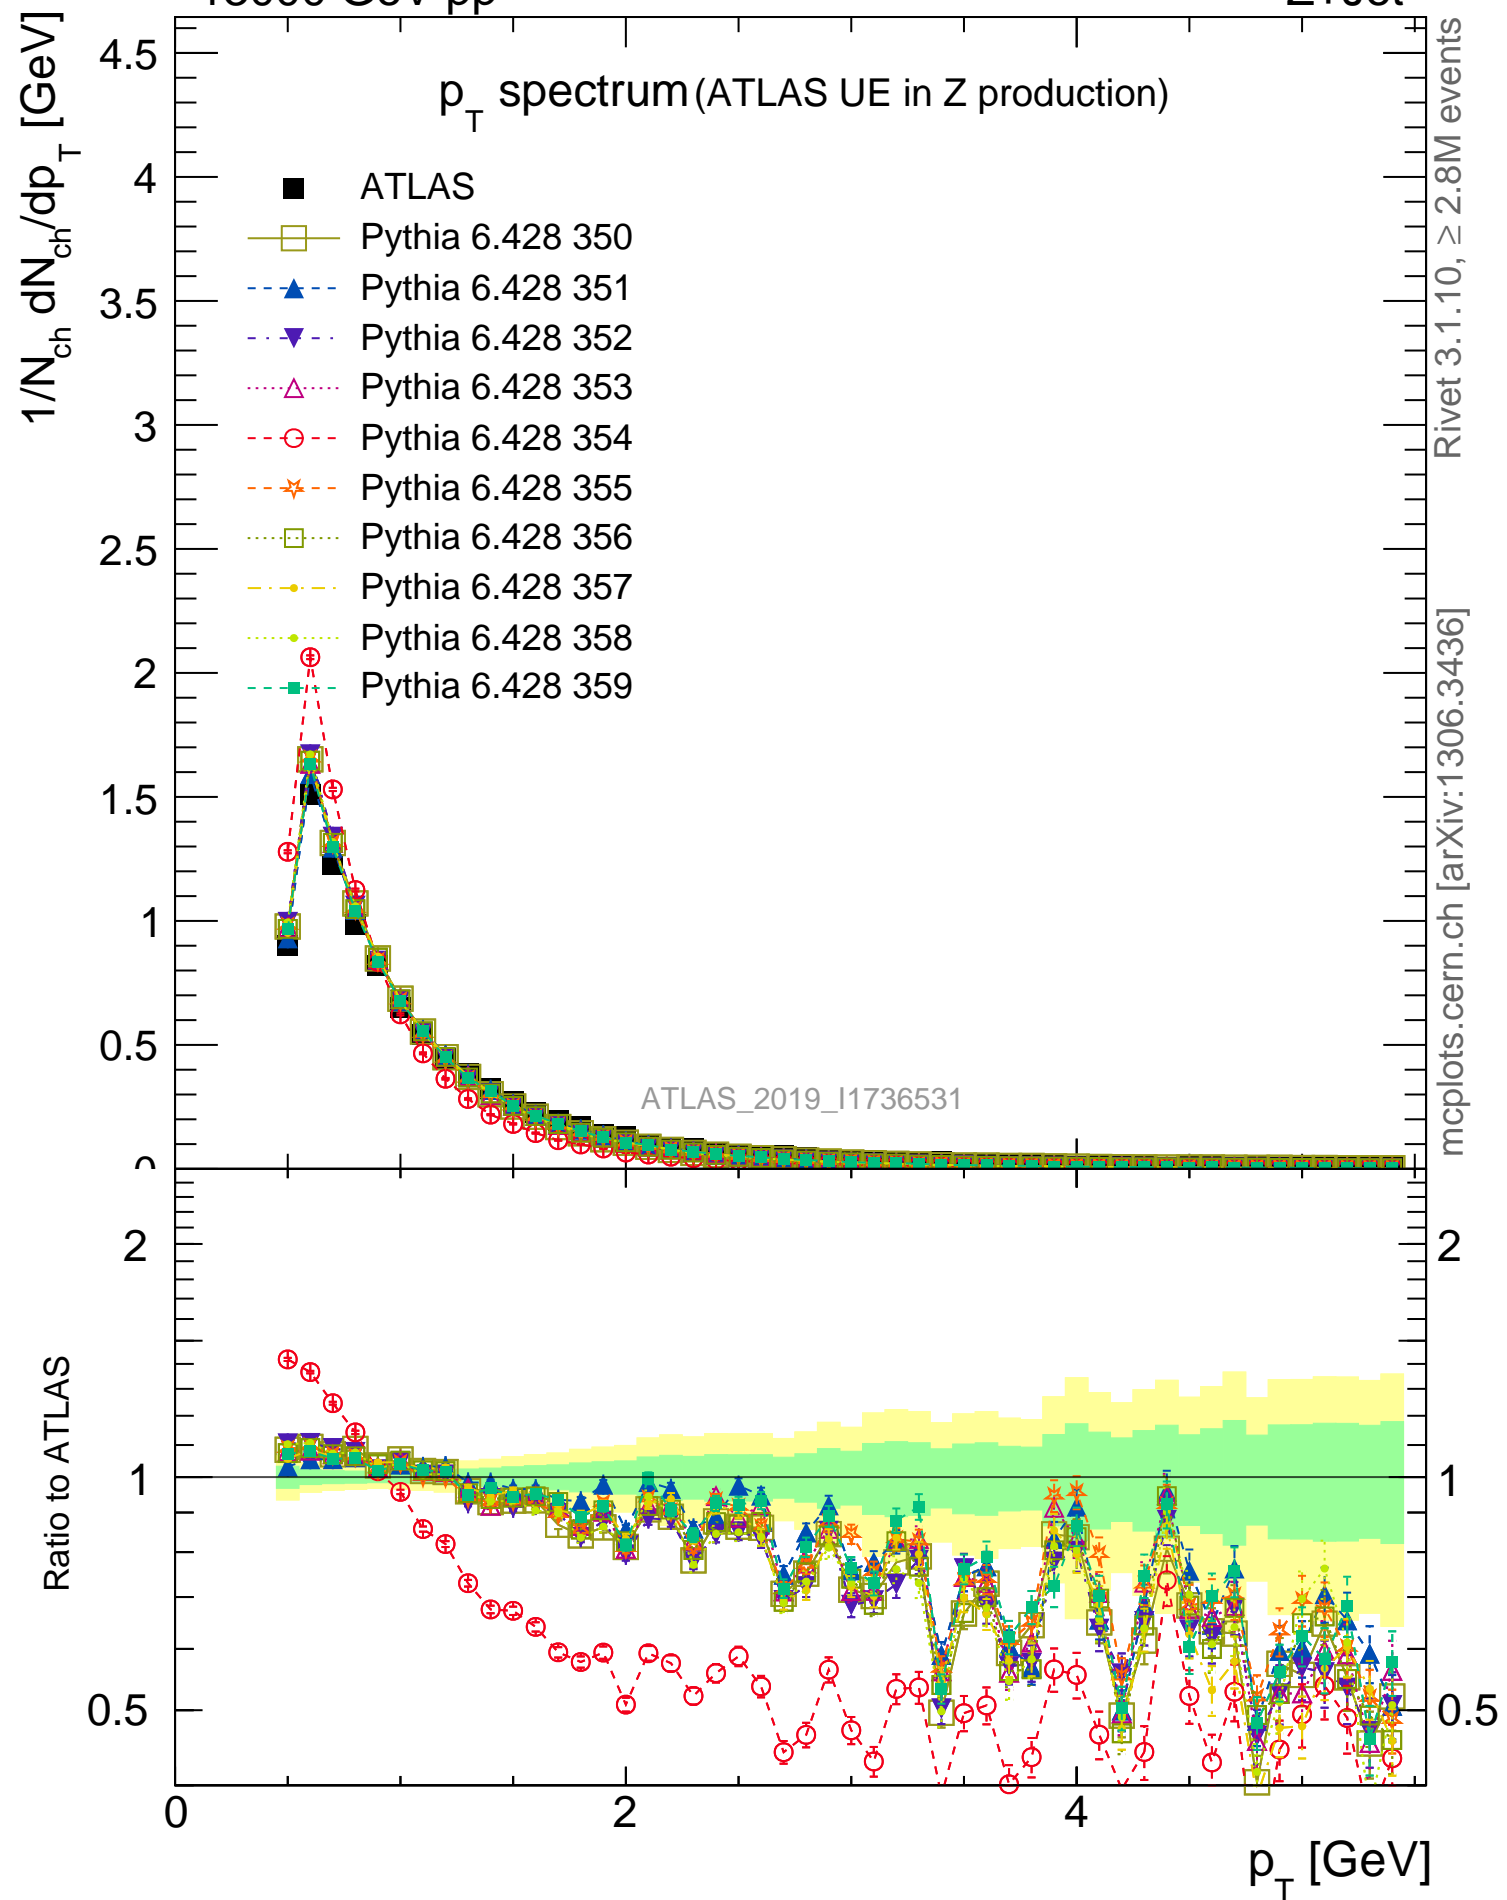 p_T spectrum (ATLAS UE in Z production)
1/N_ch dN_ch/dp_T [GeV]
4.5
4
3.5
3
2.5
2
1.5
1
0.5
0
ATLAS
Pythia 6.428 350
Pythia 6.428 351
Pythia 6.428 352
Pythia 6.428 353
Pythia 6.428 354
Pythia 6.428 355
Pythia 6.428 356
Pythia 6.428 357
Pythia 6.428 358
Pythia 6.428 359
ATLAS_2019_I1736531
Rivet 3.1.10, ≥ 2.8M events
mcplots.cern.ch [arXiv:1306.3436]
Ratio to ATLAS
2
1
0.5
2
1
0.5
0
2
4
p_T [GeV]